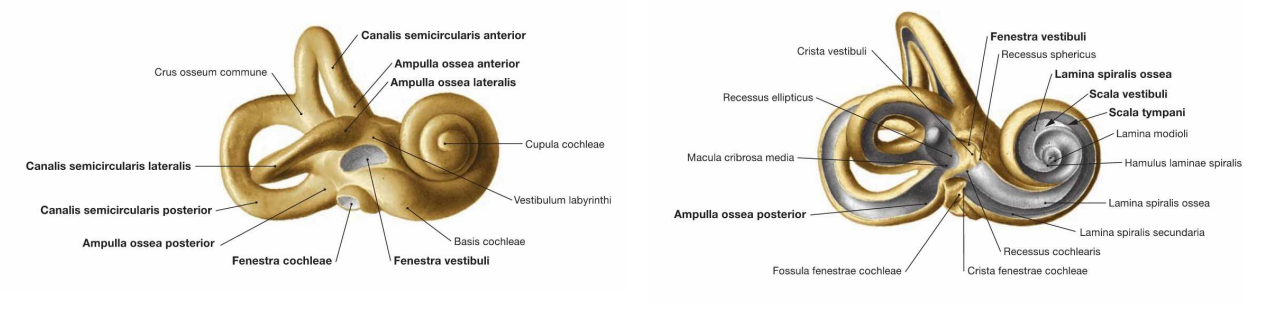 Canalis semicircularis anterior
Ampulla ossea anterior
Crus osseum commune
Ampulla ossea lateralis
Cupula cochleae
Canalis semicircularis lateralis
Vestibulum labyrinthi
Canalis semicircularis posterior
Ampulla ossea posterior
Basis cochleae
Fenestra cochleae
Fenestra vestibuli
Fenestra vestibuli
Crista vestibuli
Recessus sphericus
Lamina spiralis ossea
Scala vestibuli
Recessus ellipticus
Scala tympani
Lamina modioli
Macula cribrosa media
Hamulus laminae spiralis
Lamina spiralis ossea
Ampulla ossea posterior
Lamina spiralis secundaria
Recessus cochlearis
Fossula fenestrae cochleae
Crista fenestrae cochleae